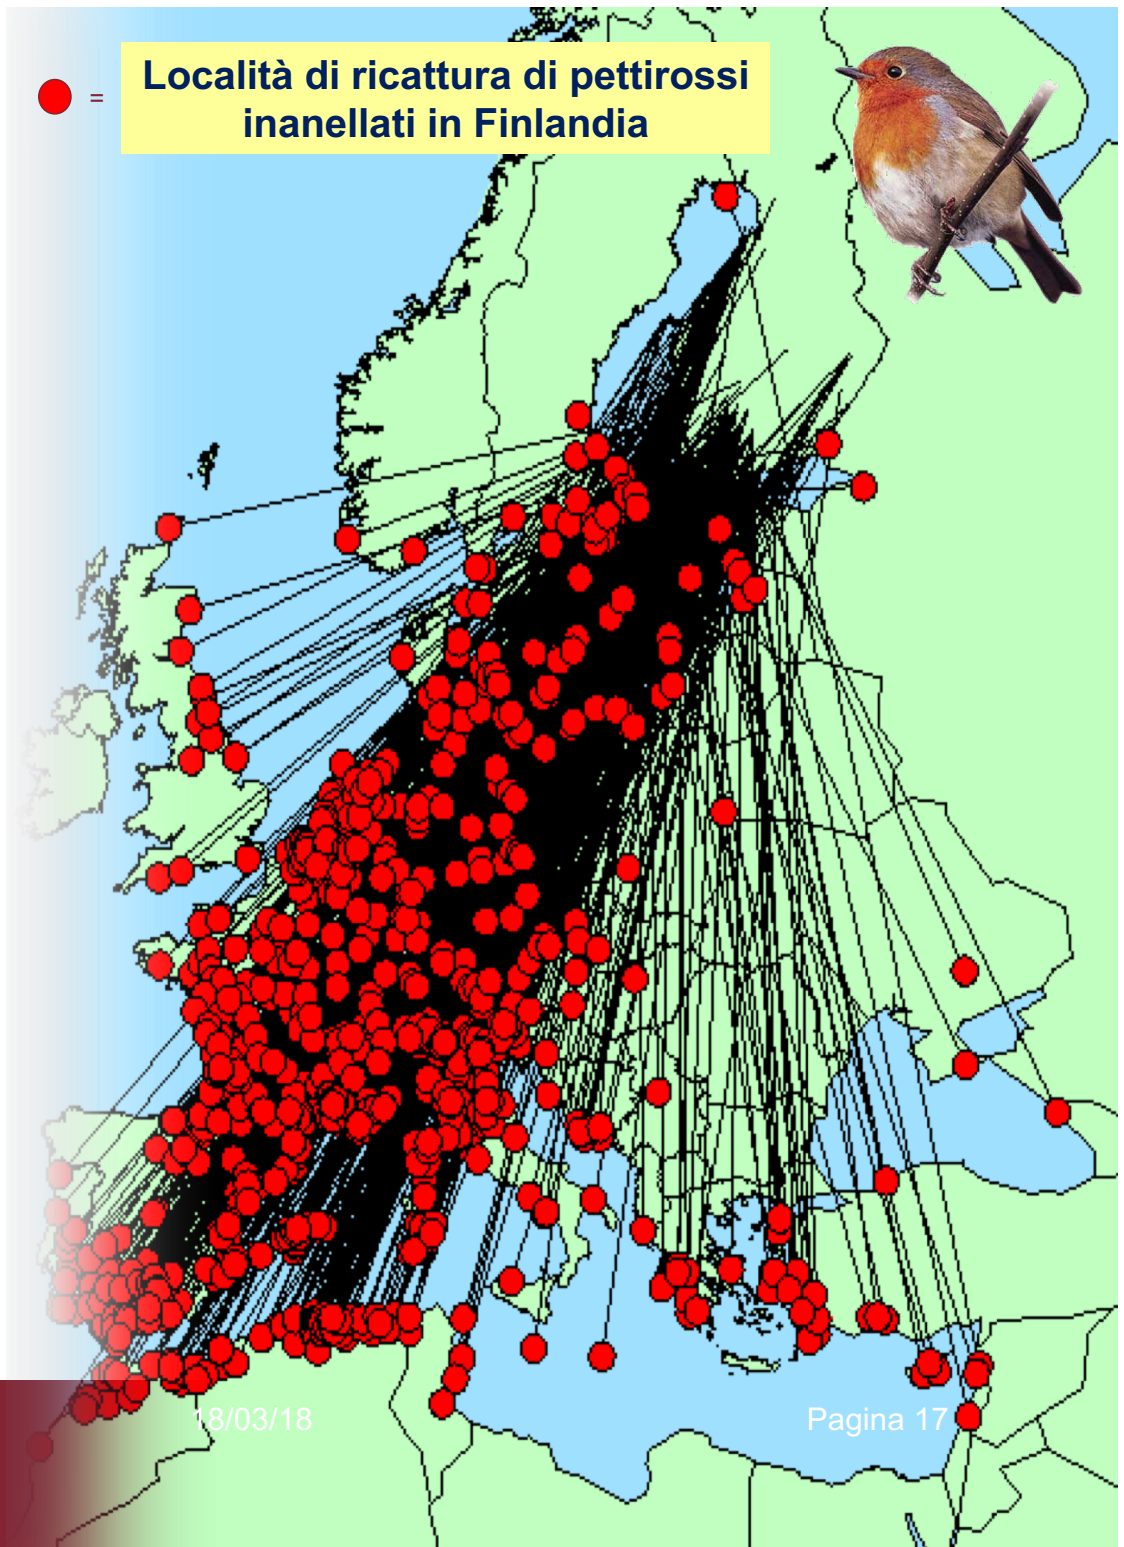 =
Località di ricattura di pettirossi
inanellati in Finlandia
18/03/18
Pagina 17